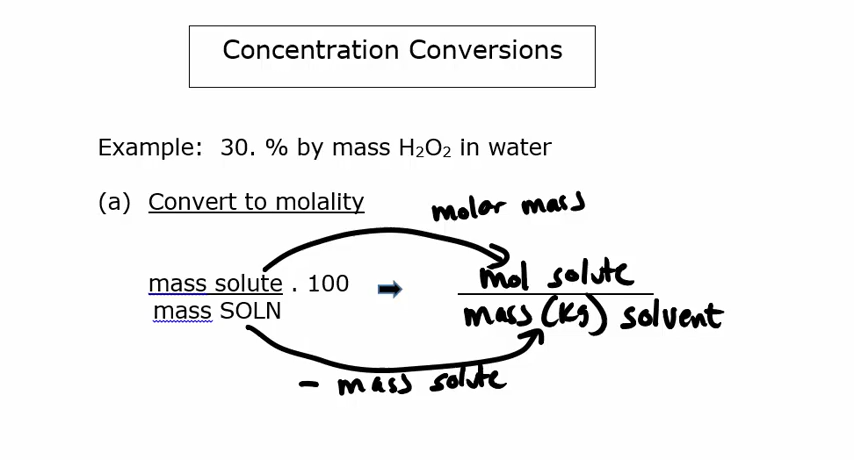 Concentration Conversions
Example: 30. % by mass H₂O₂ in water
(a) Convert to molality
molar mass
mass solute . 100
mass SOLN
mol solute
mass (kg) solvent
– mass solute